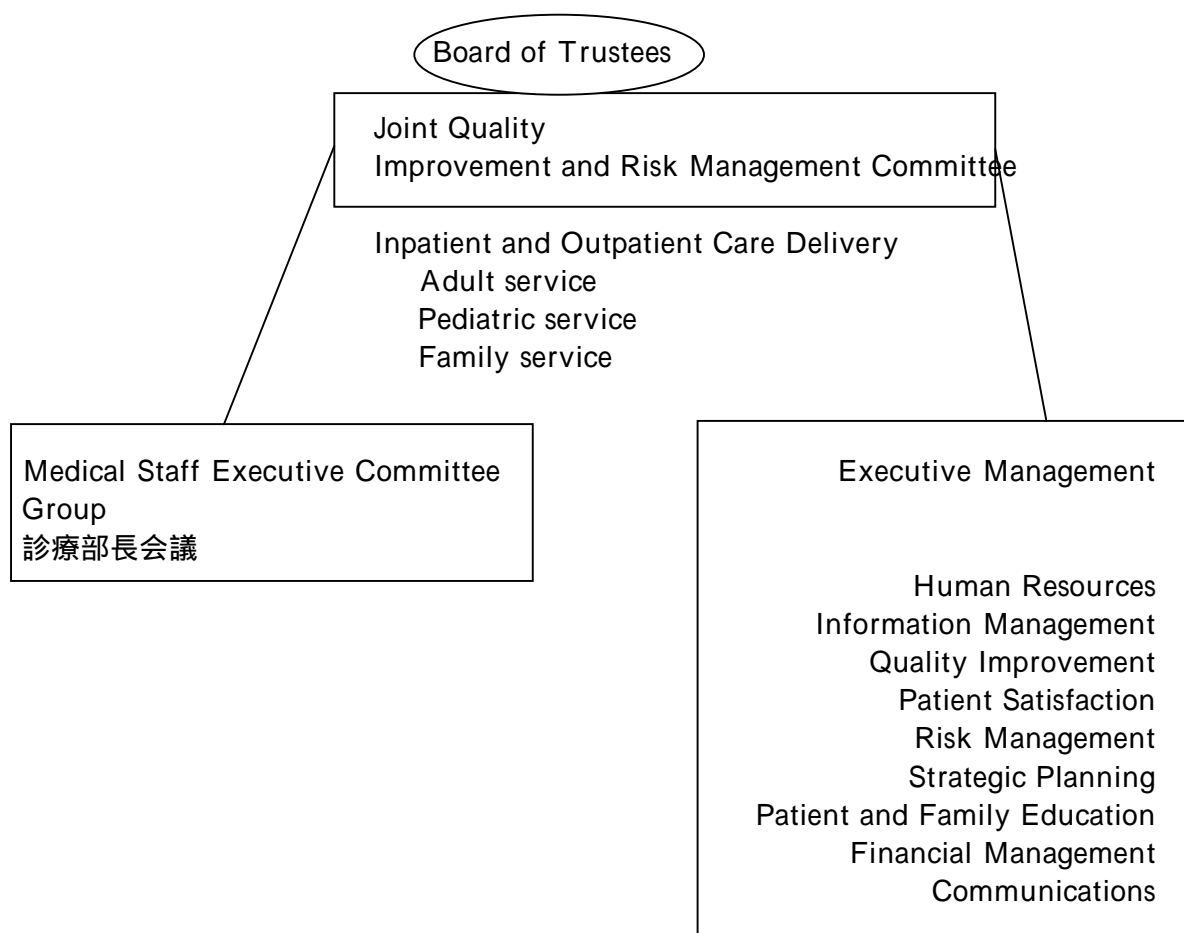 Board of Trustees
Joint Quality
Improvement and Risk Management Committee
Inpatient and Outpatient Care Delivery
Adult service
Pediatric service
Family service
Medical Staff Executive Committee
Group
診療部長会議
Executive Management
Human Resources
Information Management
Quality Improvement
Patient Satisfaction
Risk Management
Strategic Planning
Patient and Family Education
Financial Management
Communications